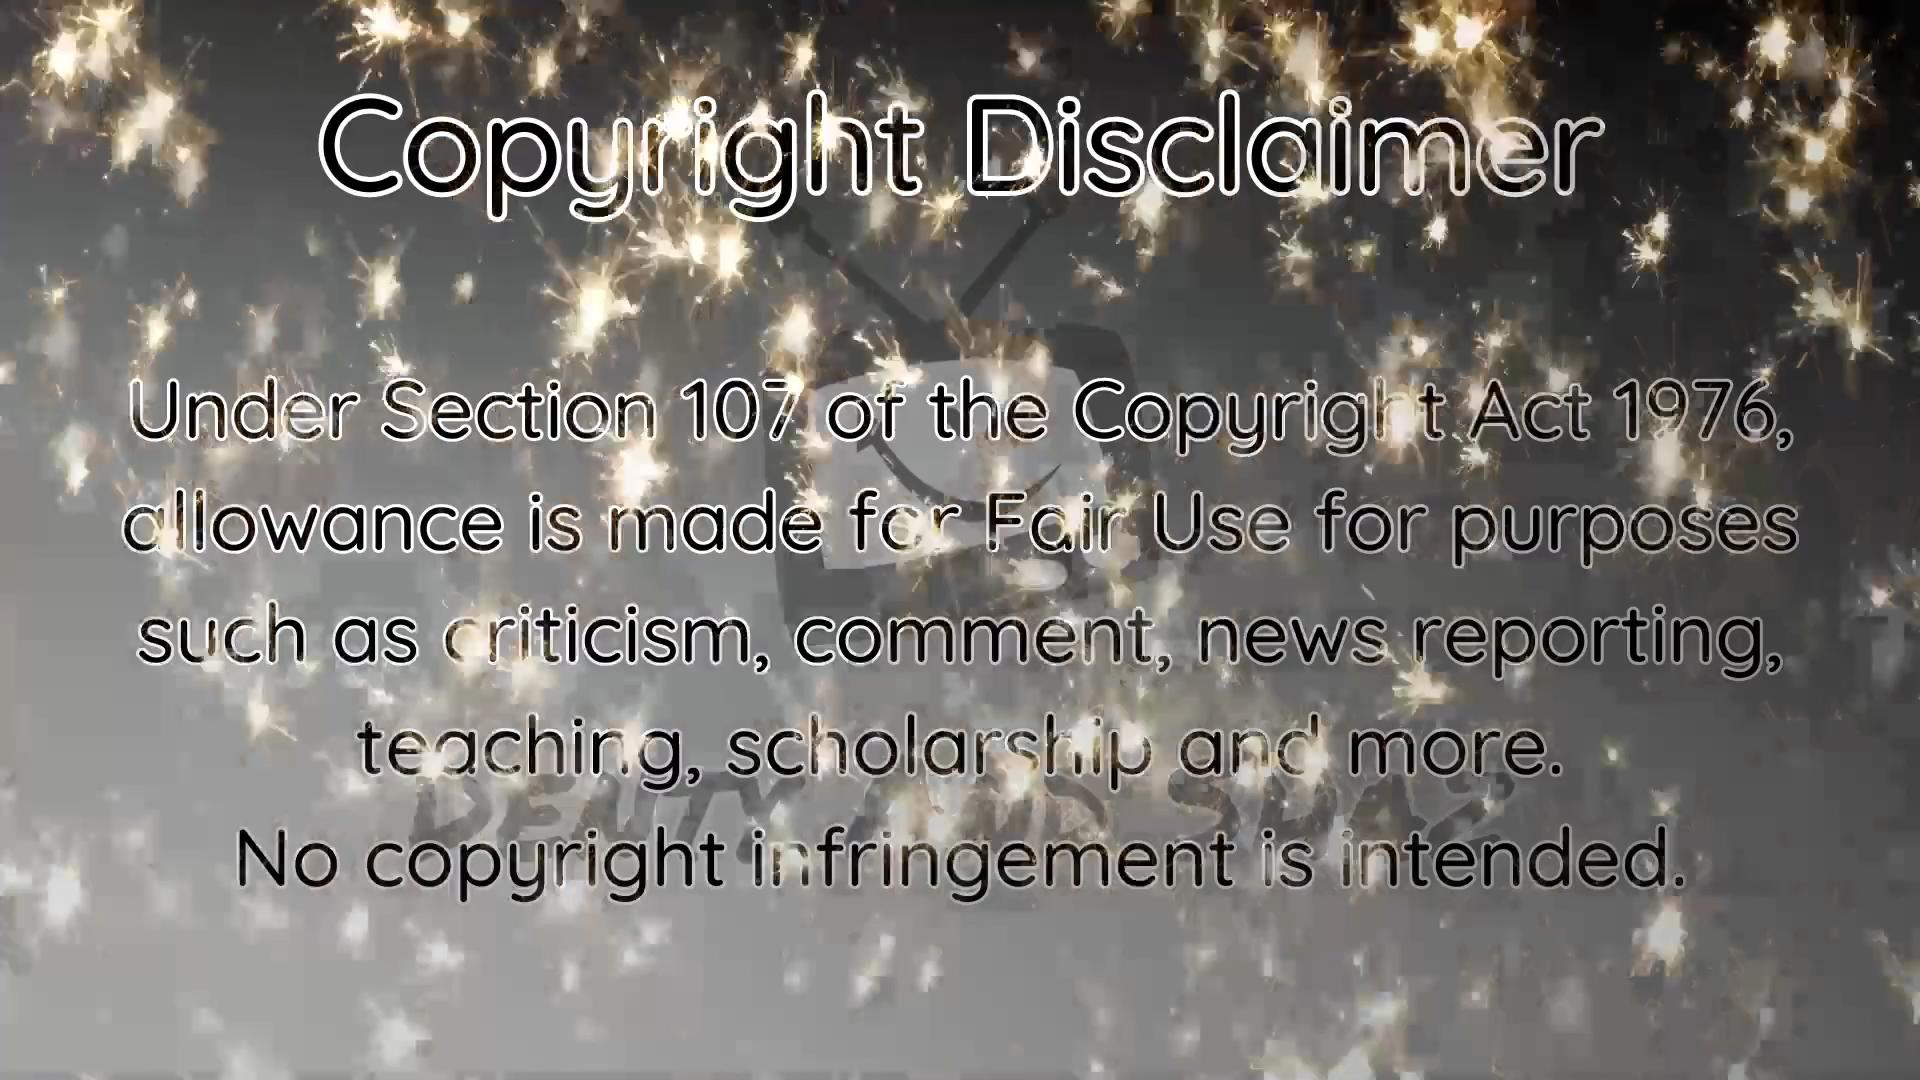 Copyright Disclaimer
Under Section 107 of the Copyright Act 1976,
allowance is made for Fair Use for purposes
such as criticism, comment, news reporting,
teaching, scholarship and more.
No copyright infringement is intended.